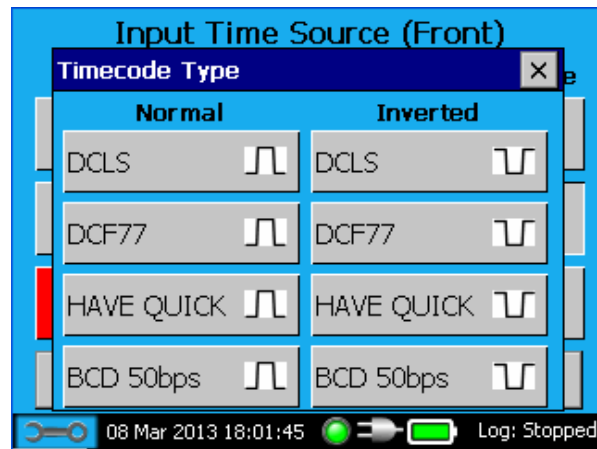 Input Time Source (Front)
Timecode Type
Normal Inverted
DCLS DCLS
DCF77 DCF77
HAVE QUICK HAVE QUICK
BCD 50bps BCD 50bps
08 Mar 2013 18:01:45 Log: Stopped